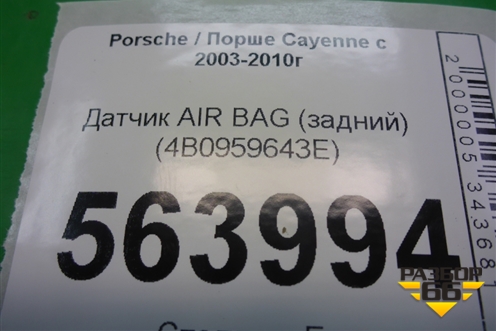 Porsche / Порше Cayenne с
2003-2010г
Датчик AIR BAG (задний)
(4B0959643E)
563994
РАЗБОР
66